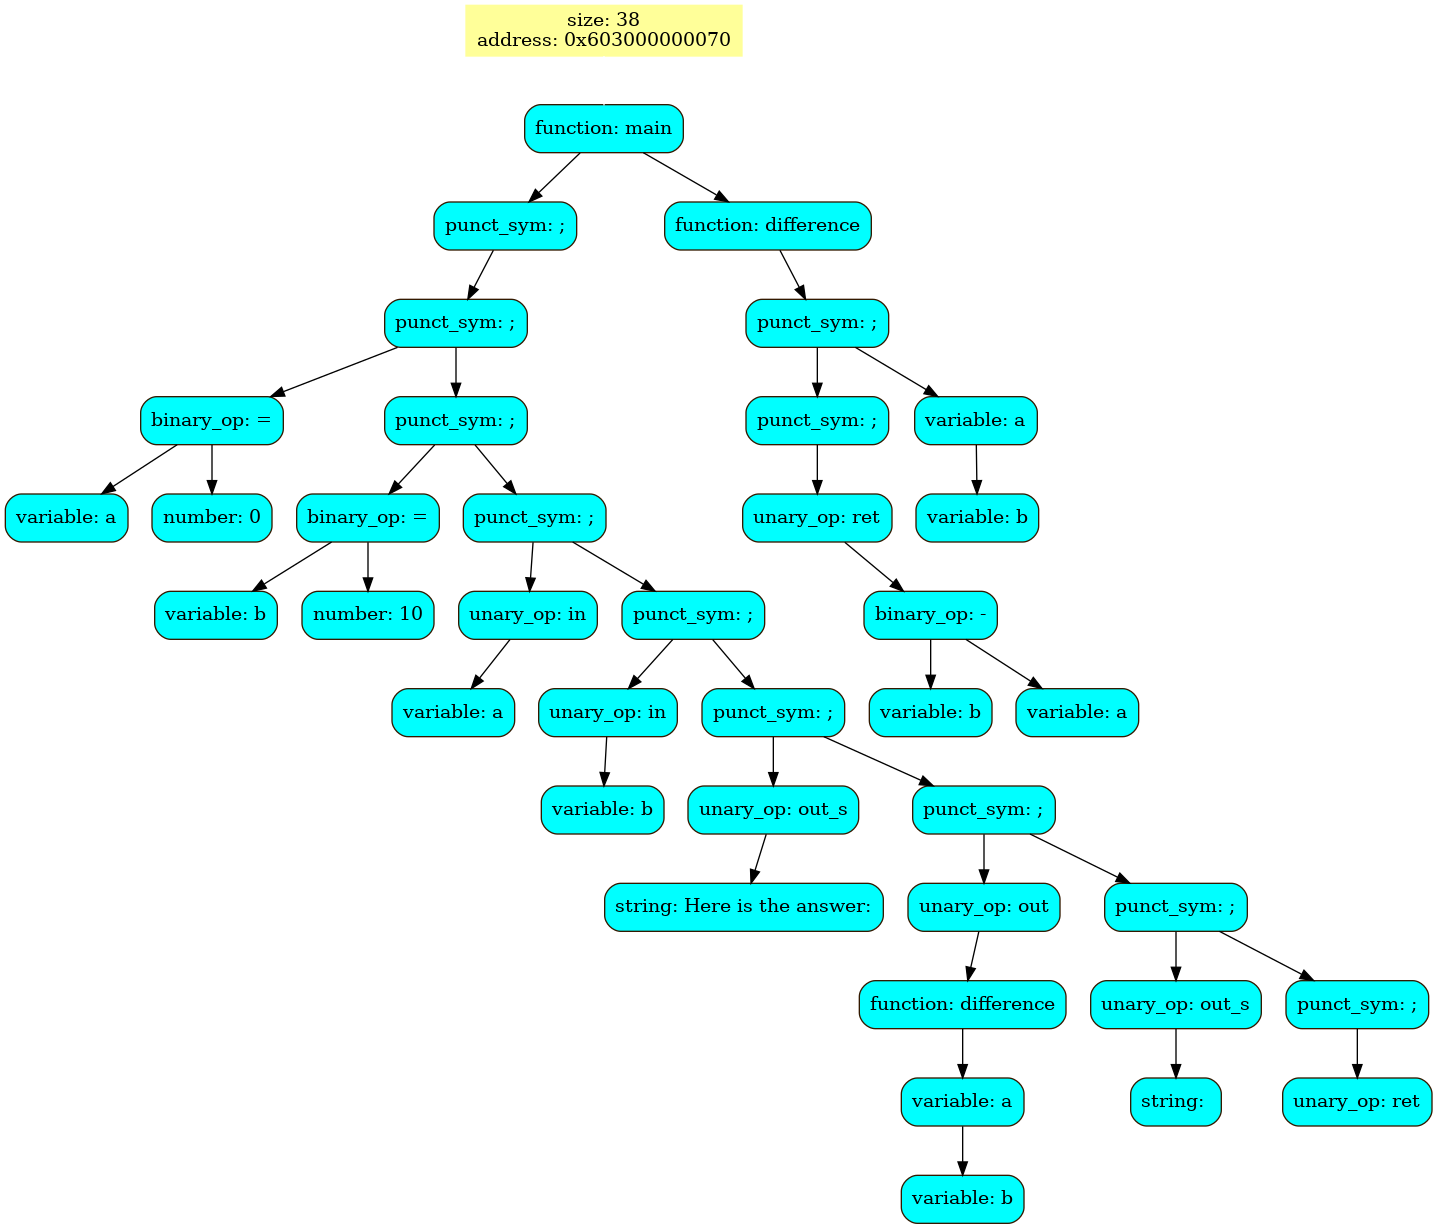 size: 38
address: 0x603000000070
function: main
punct_sym: ;
function: difference
punct_sym: ;
punct_sym: ;
binary_op: =
punct_sym: ;
punct_sym: ;
variable: a
variable: a
number: 0
binary_op: =
punct_sym: ;
unary_op: ret
variable: b
variable: b
number: 10
unary_op: in
punct_sym: ;
binary_op: -
variable: a
unary_op: in
punct_sym: ;
variable: b
variable: a
variable: b
unary_op: out_s
punct_sym: ;
string: Here is the answer:
unary_op: out
punct_sym: ;
function: difference
unary_op: out_s
punct_sym: ;
variable: a
string:
unary_op: ret
variable: b